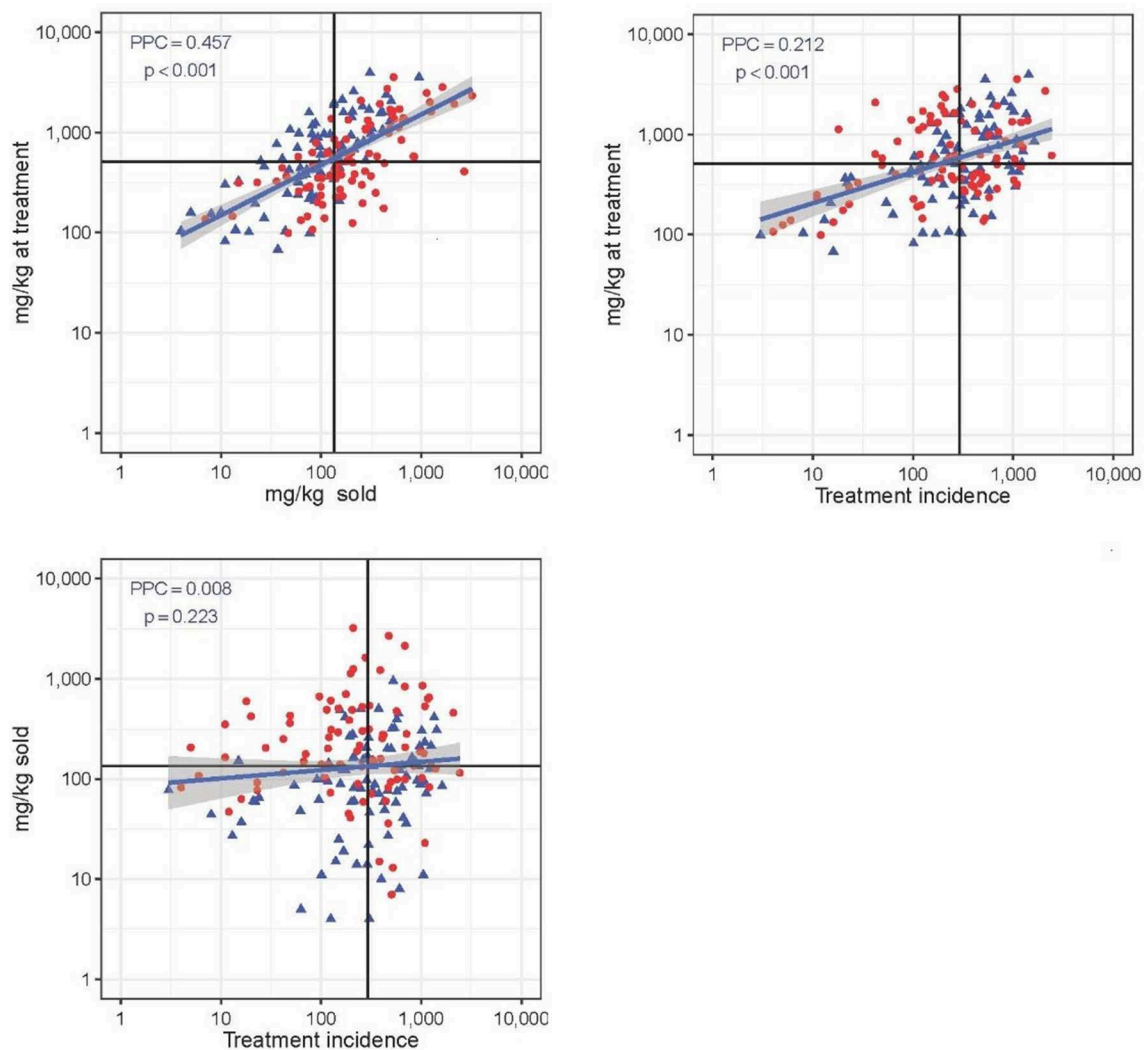 PPC = 0.457
p < 0.001
10,000
1,000
100
10
1
mg/kg at treatment
1
10
100
1,000
10,000
mg/kg sold
PPC = 0.212
p < 0.001
10,000
1,000
100
10
1
mg/kg at treatment
1
10
100
1,000
10,000
Treatment incidence
PPC = 0.008
p = 0.223
10,000
1,000
100
10
1
mg/kg sold
1
10
100
1,000
10,000
Treatment incidence